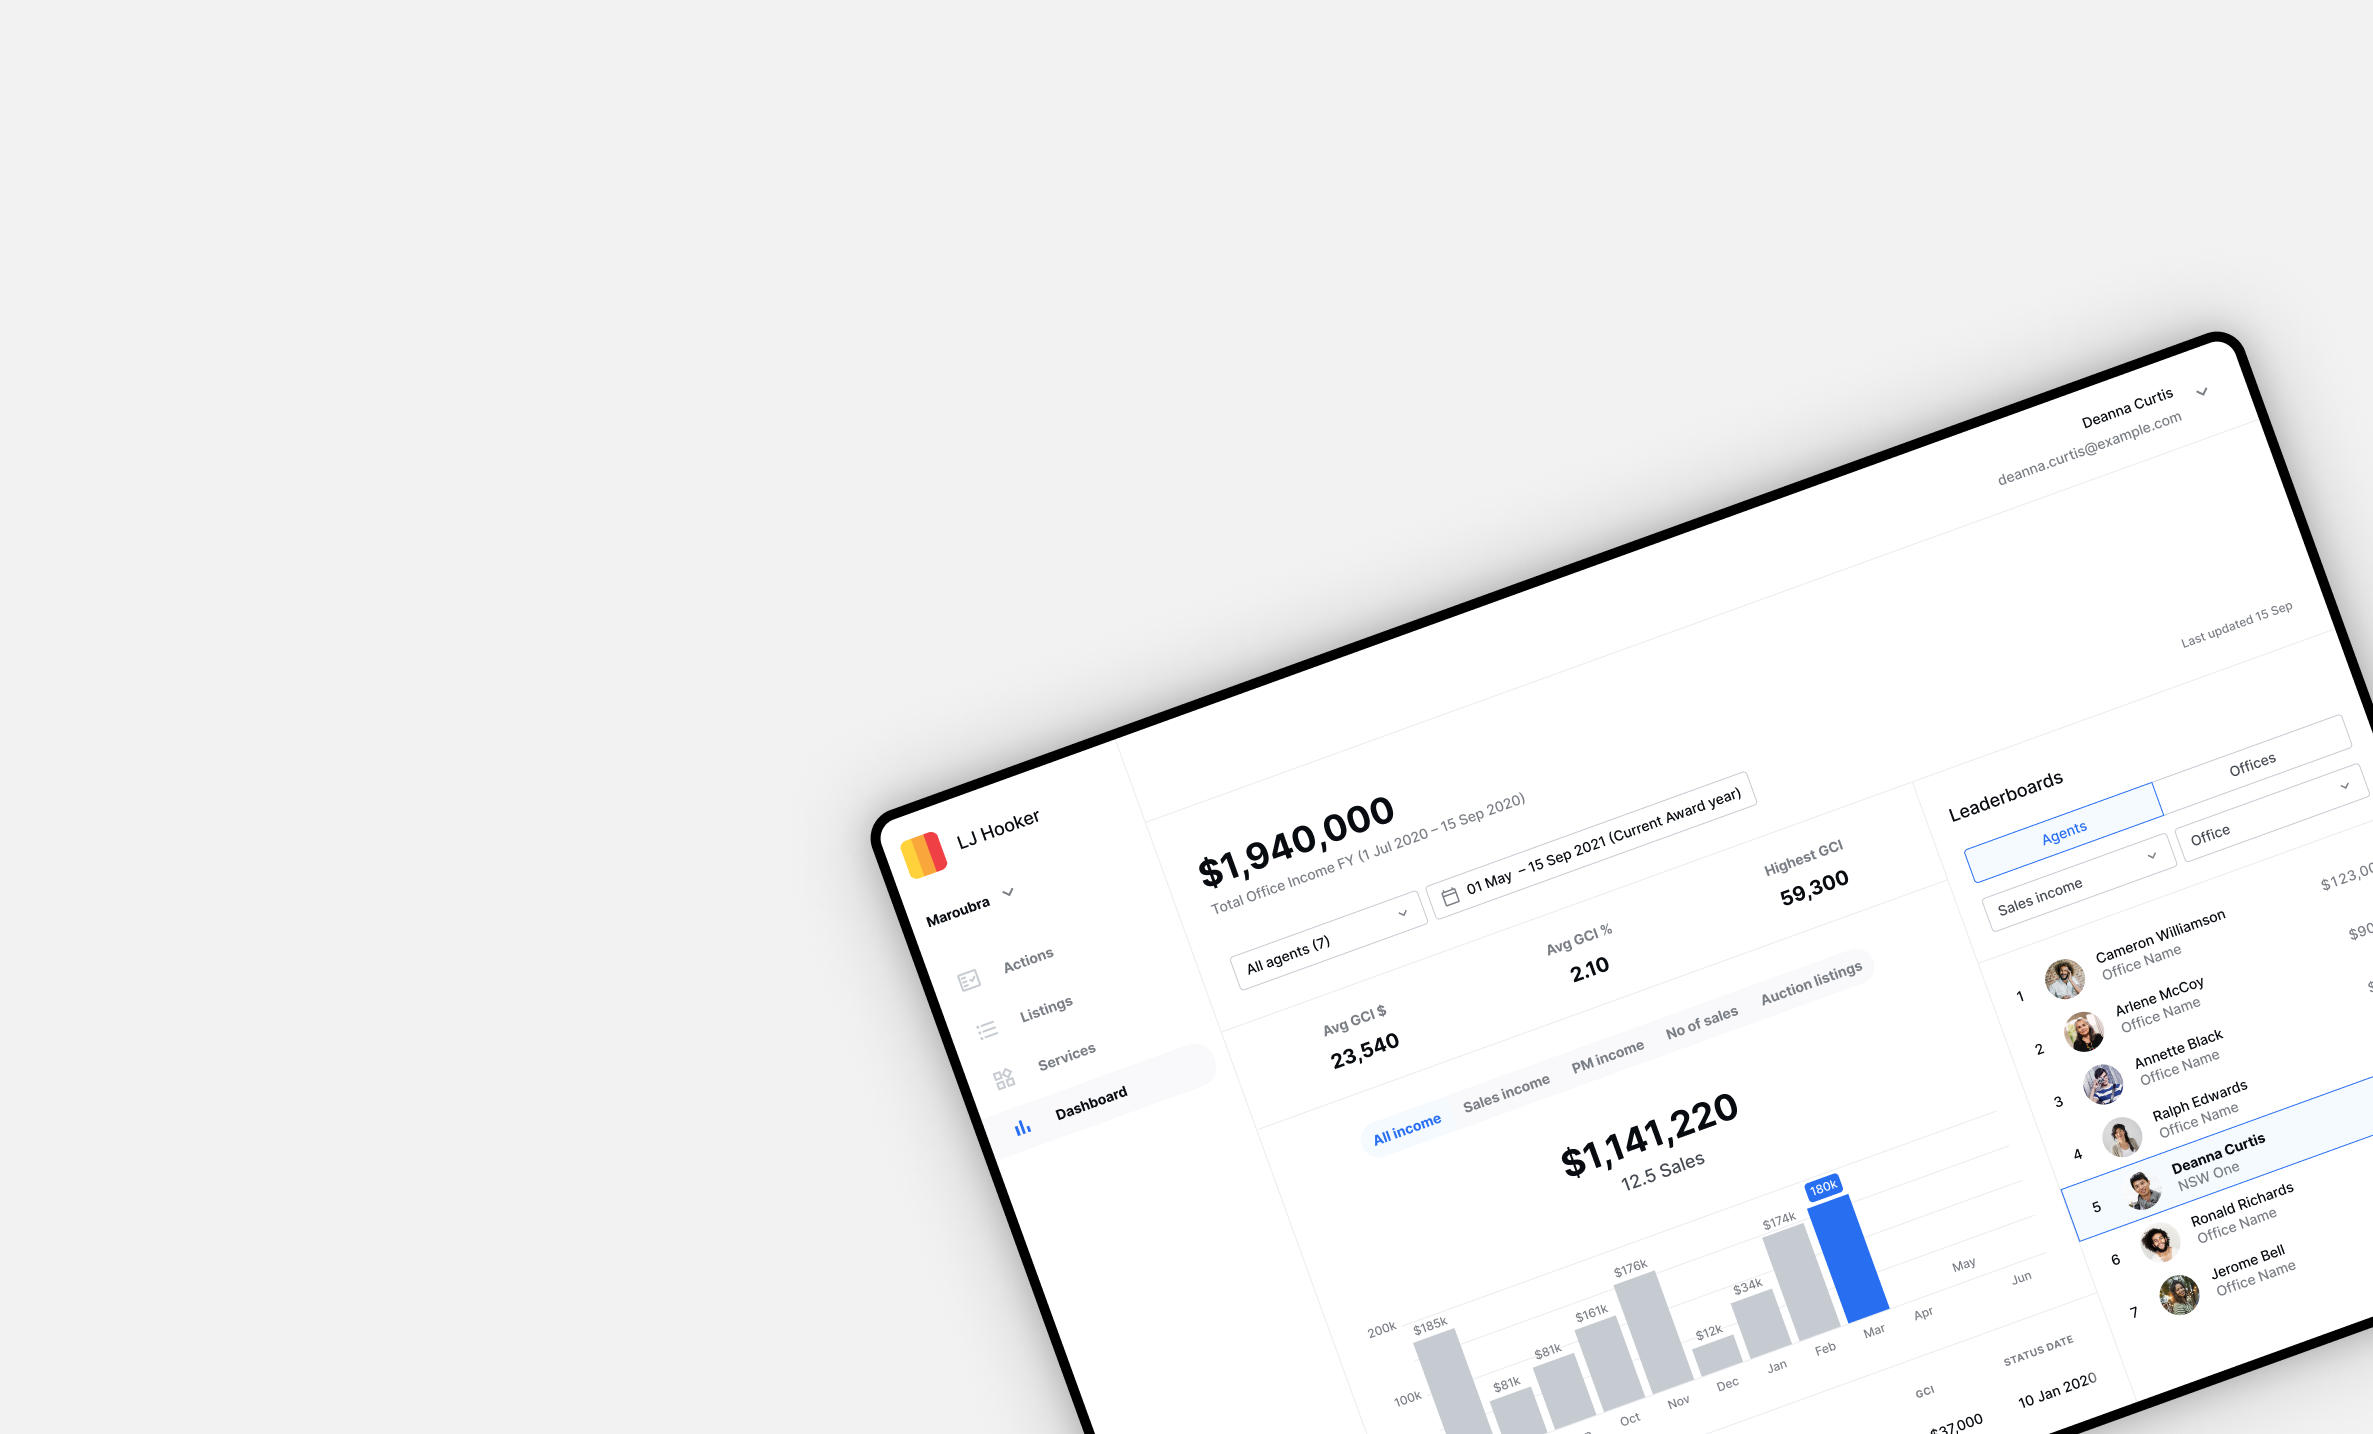 LJ Hooker
Maroubra
Actions
Listings
Services
Dashboard
Deanna Curtis
deanna.curtis@example.com
Last updated 15 Sep
$1,940,000
Total Office Income FY (1 Jul 2020 – 15 Sep 2020)
All agents (7)
01 May – 15 Sep 2021 (Current Award year)
Avg GCI $
23,540
Avg GCI %
2.10
Highest GCI
59,300
All income
Sales income
PM income
No of sales
Auction listings
$1,141,220
12.5 Sales
200k
100k
$185k
$81k
$81k
$161k
$176k
$12k
$34k
$174k
180k
Oct
Nov
Dec
Jan
Feb
Mar
Apr
May
Jun
GCI
STATUS DATE
$37,000
10 Jan 2020
Leaderboards
Agents
Offices
Sales income
Office
1
Cameron Williamson
Office Name
2
Arlene McCoy
Office Name
3
Annette Black
Office Name
4
Ralph Edwards
Office Name
5
Deanna Curtis
NSW One
6
Ronald Richards
Office Name
7
Jerome Bell
Office Name